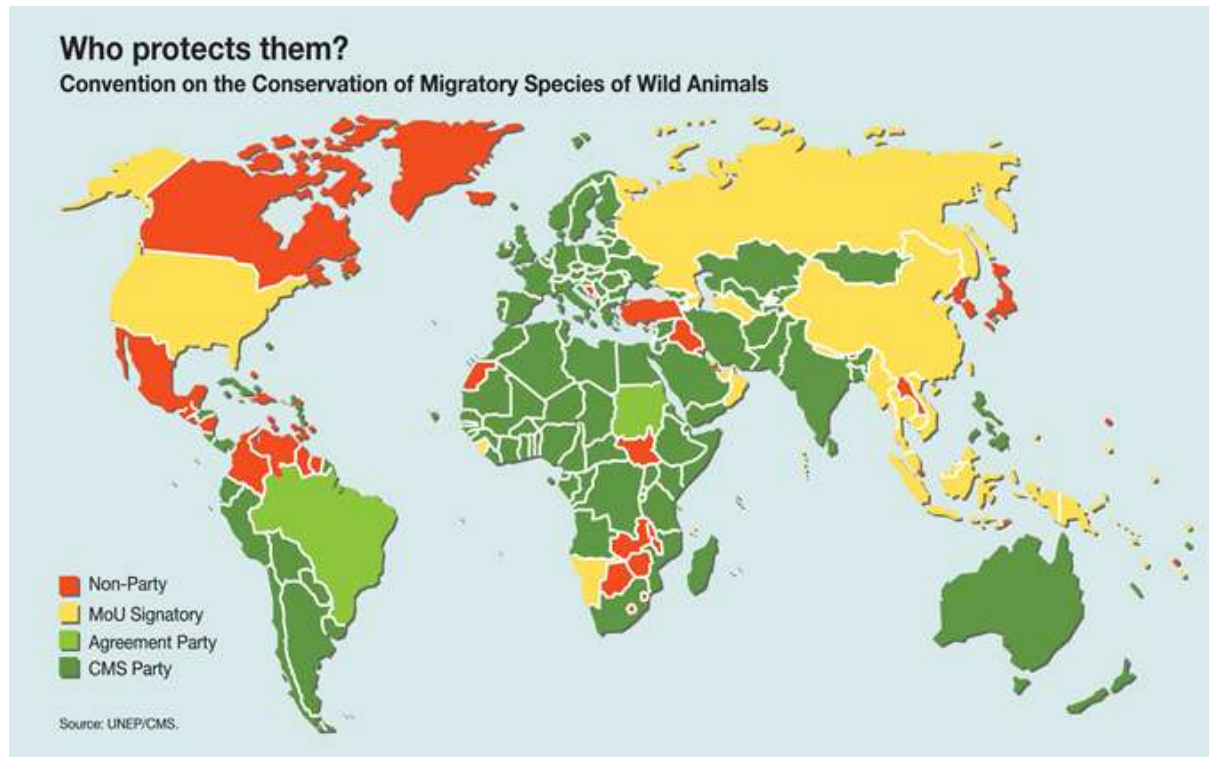 Who protects them?
Convention on the Conservation of Migratory Species of Wild Animals
Non-Party
MoU Signatory
Agreement Party
CMS Party
Source: UNEP/CMS.